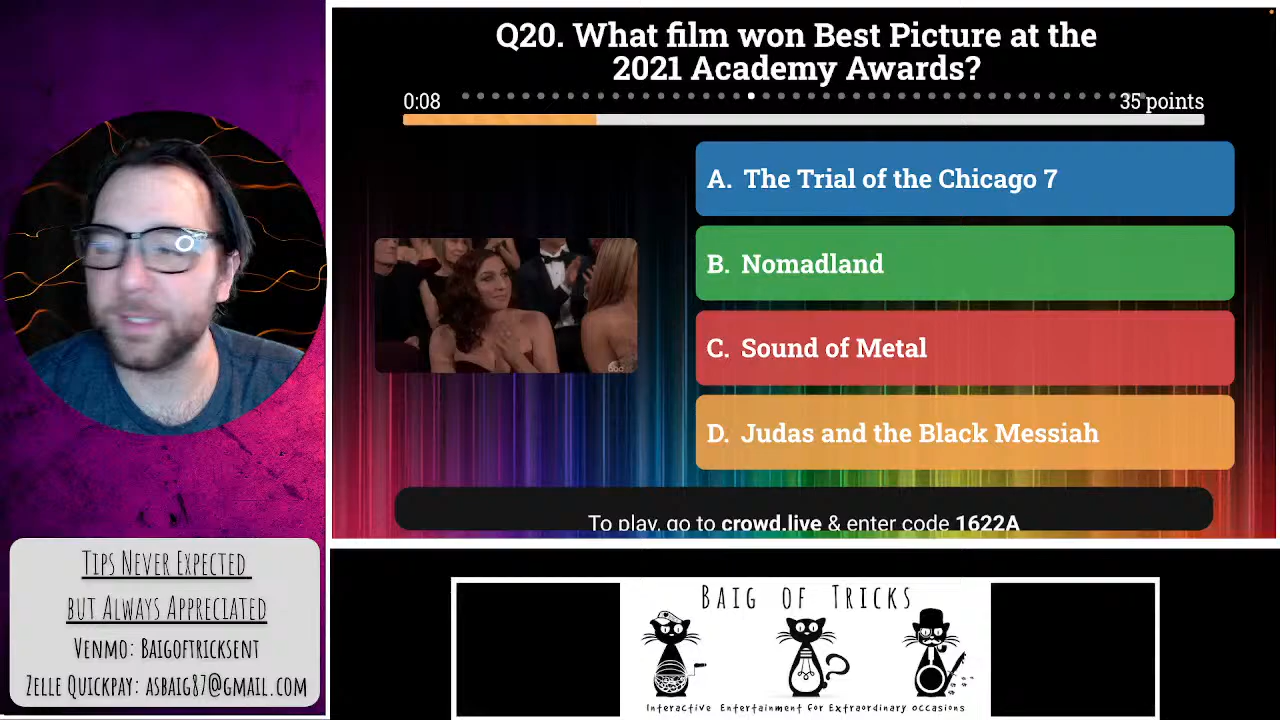 Q20. What film won Best Picture at the
2021 Academy Awards?
0:08
35 points
A. The Trial of the Chicago 7
B. Nomadland
C. Sound of Metal
D. Judas and the Black Messiah
abc
To play, go to crowd.live & enter code 1622A
Tips Never Expected
but Always Appreciated
Venmo: Baigoftricksent
Zelle Quickpay: asbaig87@gmail.com
Baig of Tricks
Interactive Entertainment for Extraordinary Occasions